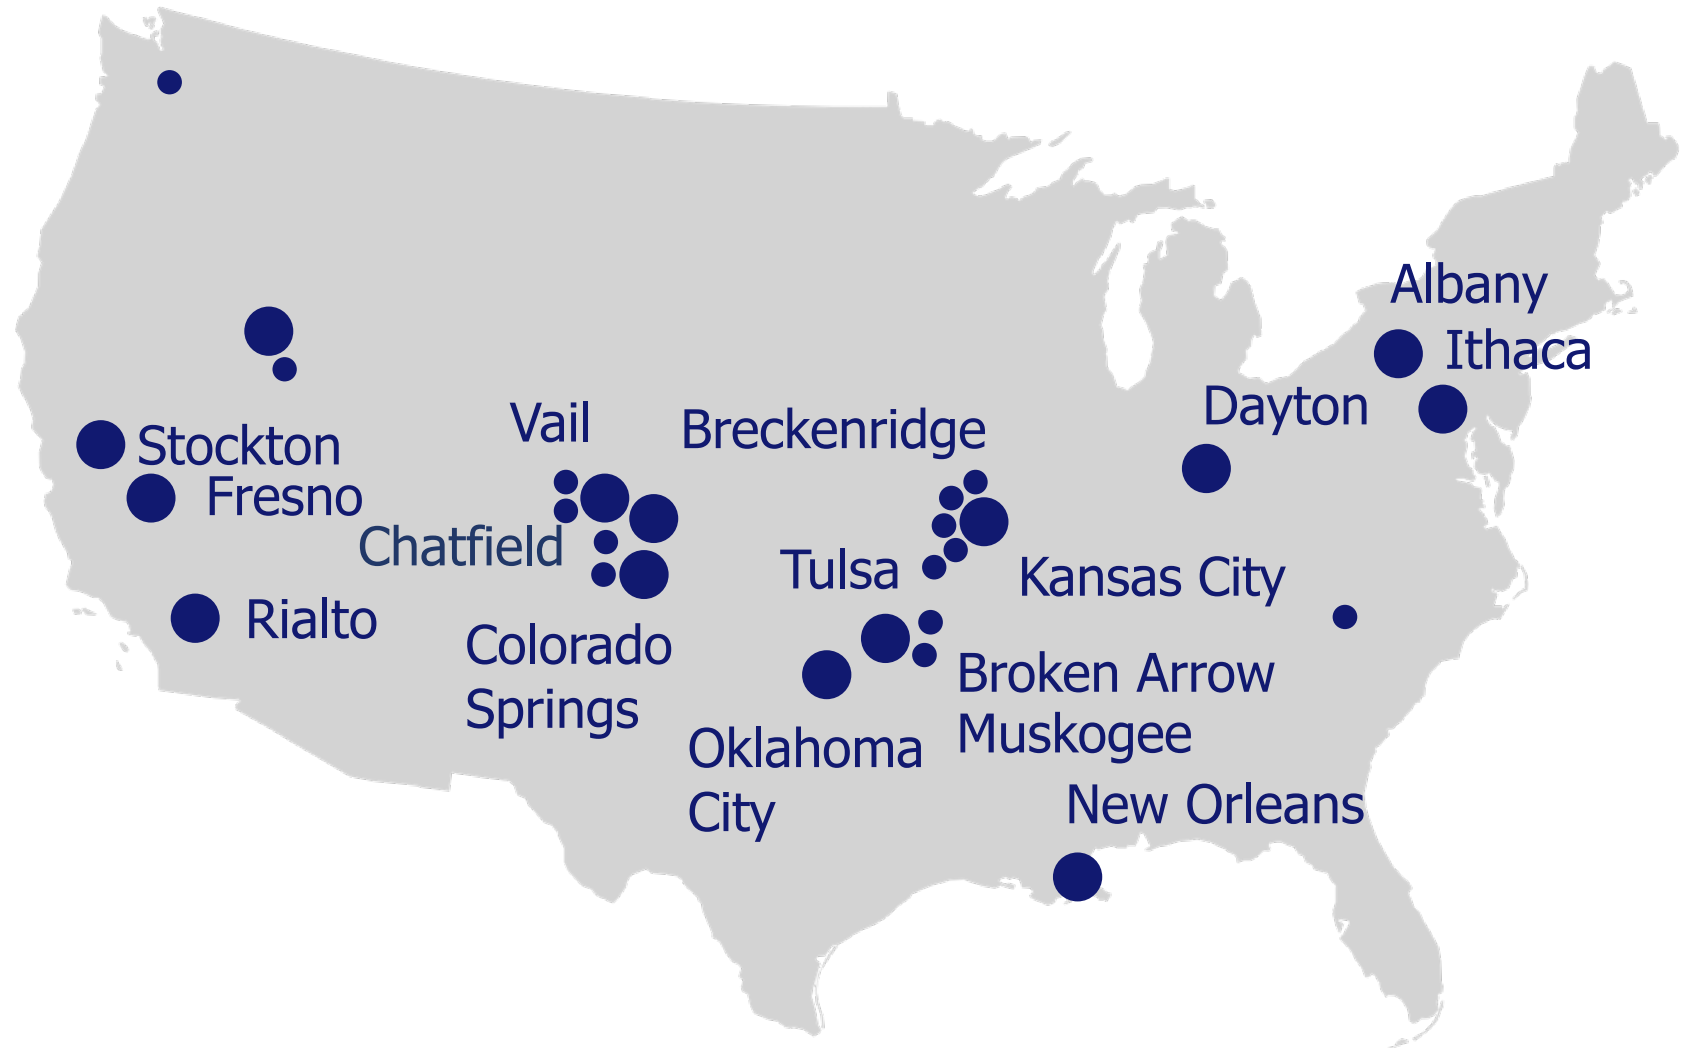 Albany
Ithaca
Dayton
Vail
Breckenridge
Stockton
Fresno
Chatfield
Tulsa
Kansas City
Rialto
Colorado
Springs
Broken Arrow
Muskogee
Oklahoma
City
New Orleans